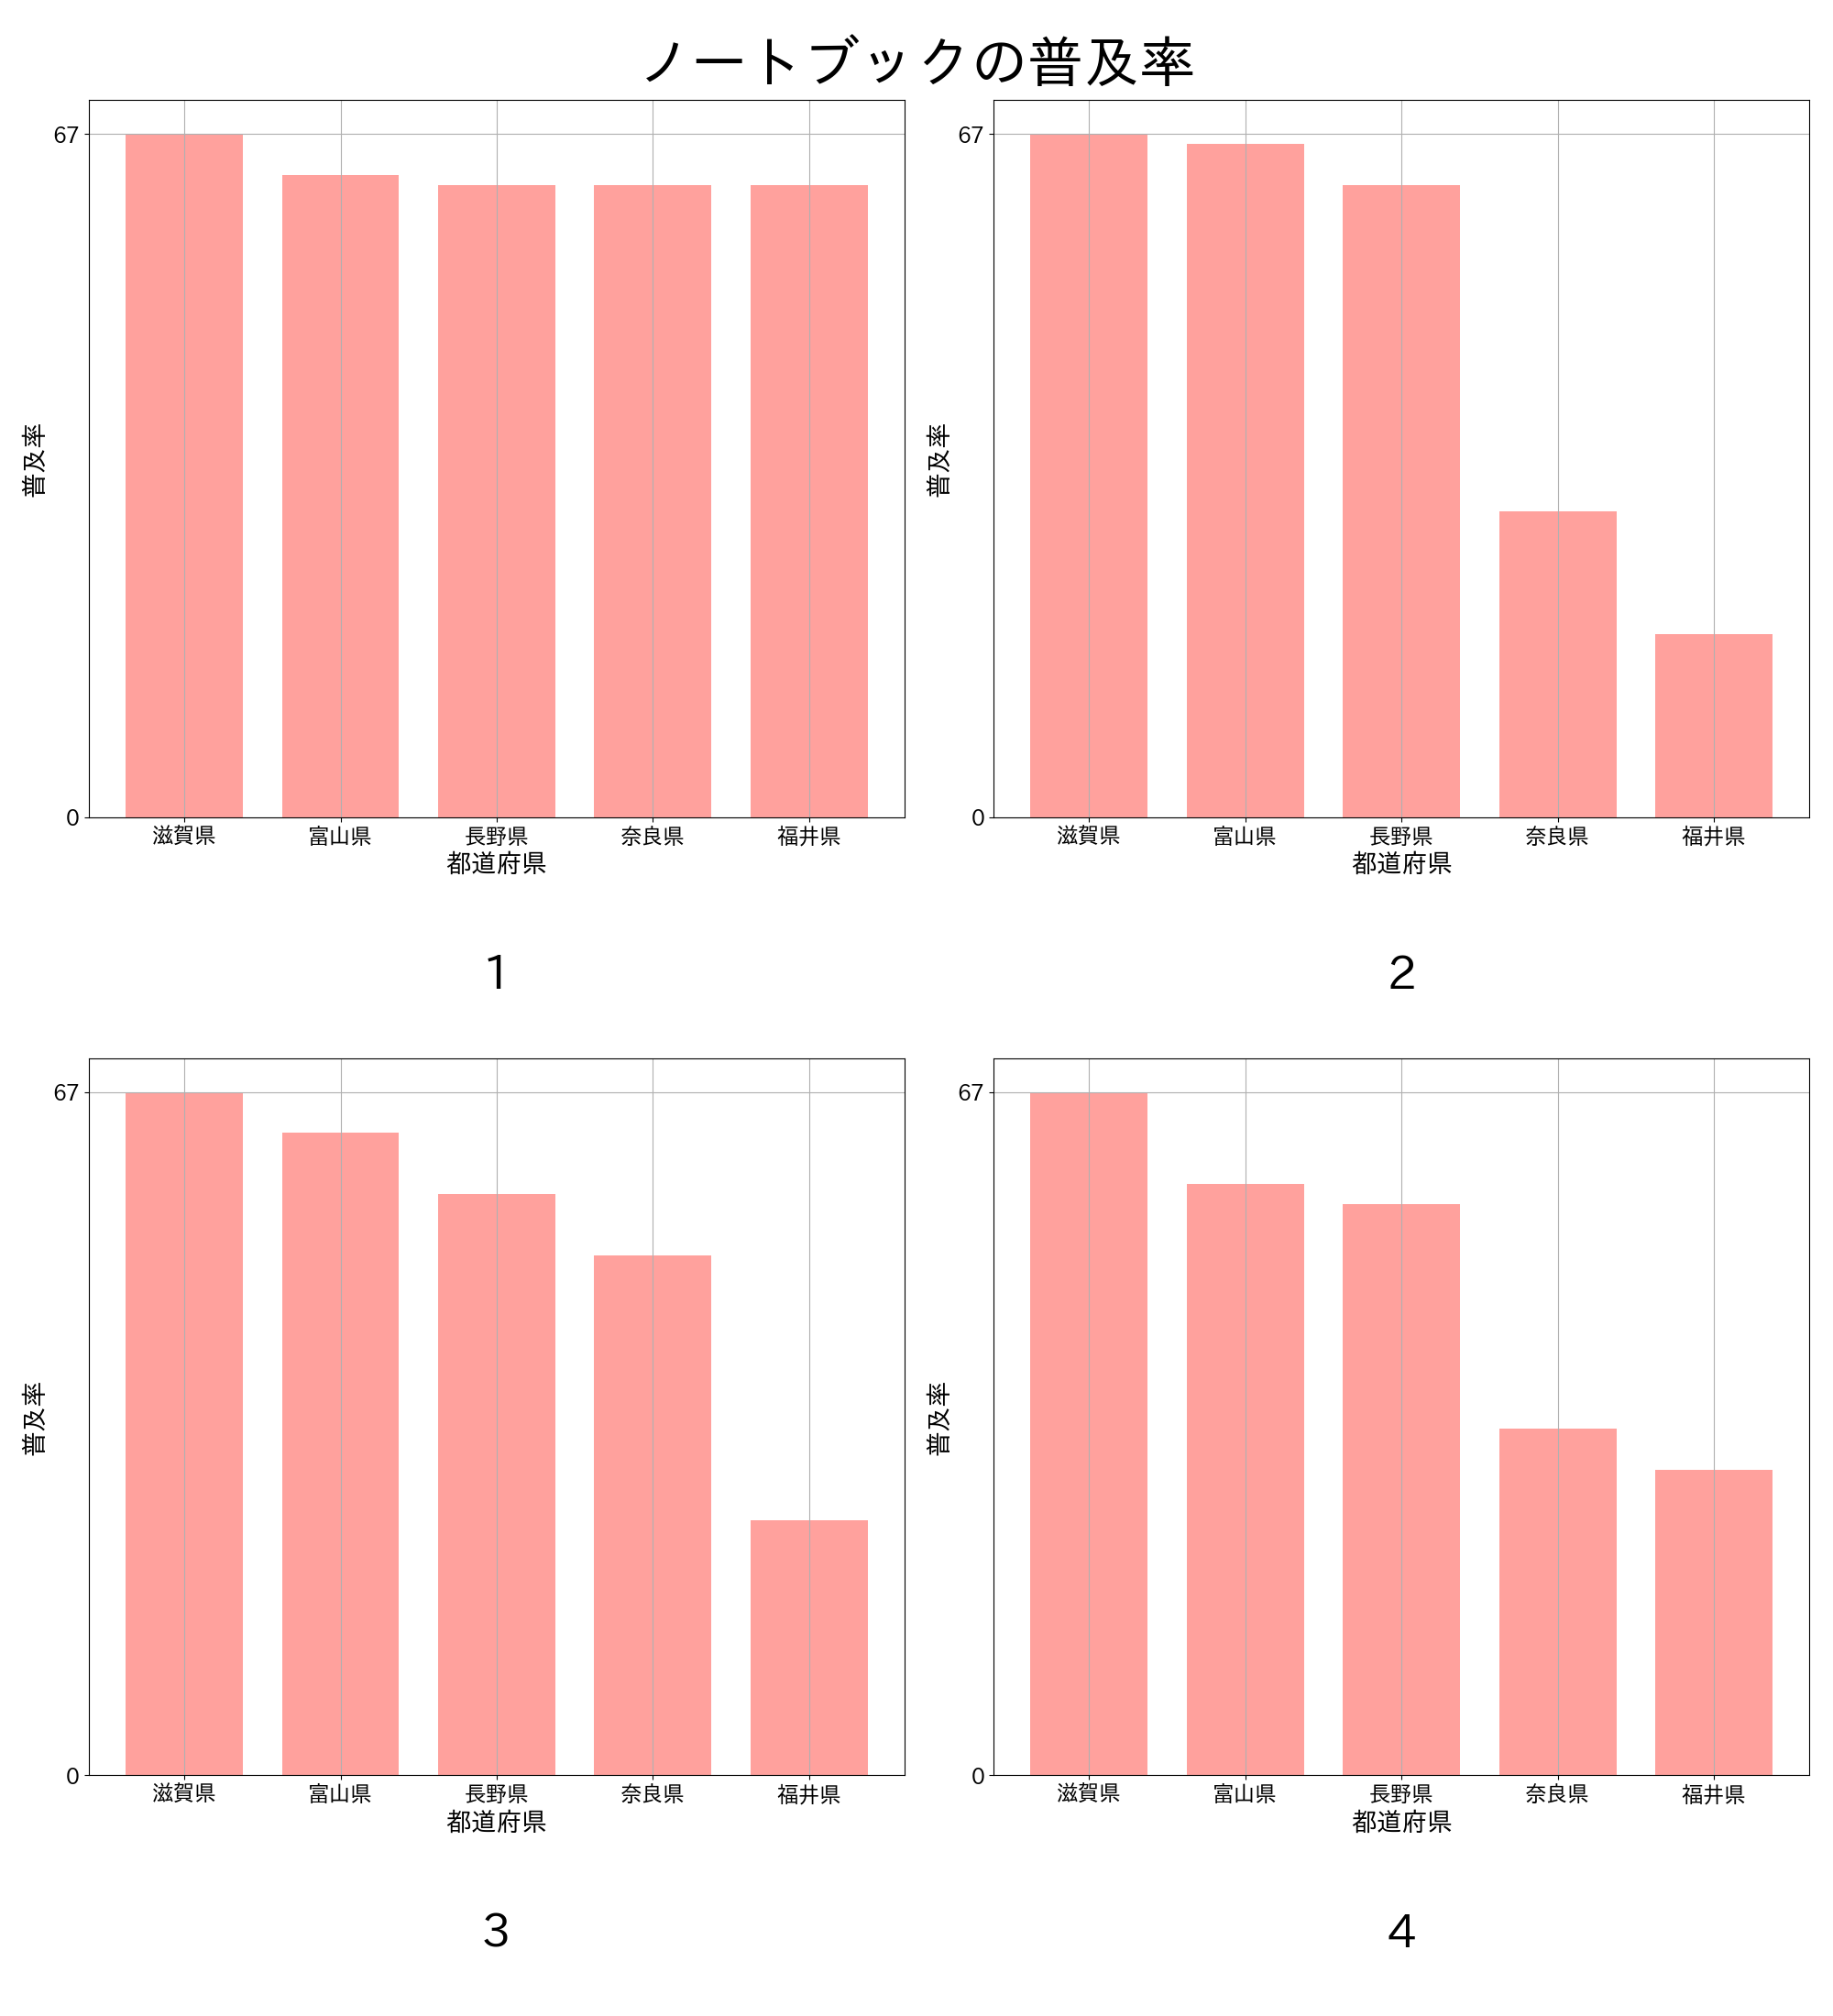 ノートブックの普及率
67
0
普及率
滋賀県 富山県 長野県 奈良県 福井県
都道府県
1
67
0
普及率
滋賀県 富山県 長野県 奈良県 福井県
都道府県
2
67
0
普及率
滋賀県 富山県 長野県 奈良県 福井県
都道府県
3
67
0
普及率
滋賀県 富山県 長野県 奈良県 福井県
都道府県
4